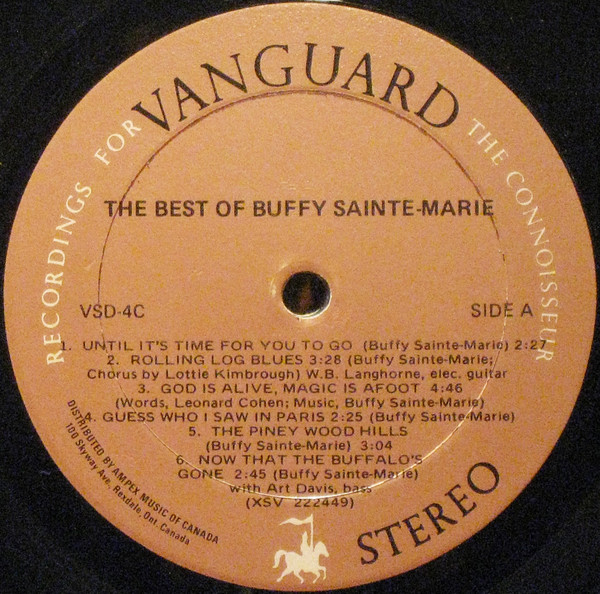 VANGUARD
RECORDINGS FOR THE CONNOISSEUR
THE BEST OF BUFFY SAINTE-MARIE
VSD-4C
SIDE A
1. UNTIL IT'S TIME FOR YOU TO GO (Buffy Sainte-Marie) 2:27
2. ROLLING LOG BLUES 3:28 (Buffy Sainte-Marie;
Chorus by Lottie Kimbrough) W.B. Langhorne, elec. guitar
3. GOD IS ALIVE, MAGIC IS AFOOT 4:46
(Words, Leonard Cohen; Music, Buffy Sainte-Marie)
4. GUESS WHO I SAW IN PARIS 2:25 (Buffy Sainte-Marie)
5. THE PINEY WOOD HILLS
(Buffy Sainte-Marie) 3:04
6. NOW THAT THE BUFFALO'S
GONE 2:45 (Buffy Sainte-Marie)
with Art Davis, bass
(XSV 222449)
DISTRIBUTED BY AMPEX MUSIC OF CANADA
100 Skyway Ave., Rexdale, Ont. Canada
STEREO